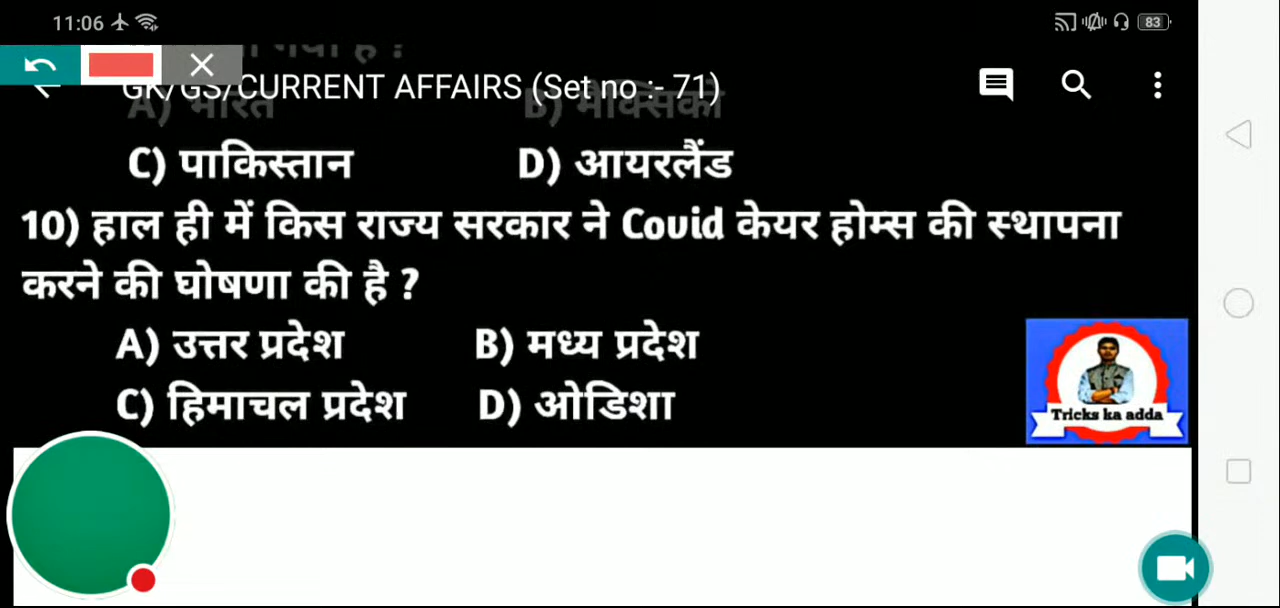 11:06
83
GK/GS/CURRENT AFFAIRS (Set no :- 71)
A) भारत B) मैक्सिको
C) पाकिस्तान D) आयरलैंड
10) हाल ही में किस राज्य सरकार ने Covid केयर होम्स की स्थापना
करने की घोषणा की है ?
A) उत्तर प्रदेश B) मध्य प्रदेश
C) हिमाचल प्रदेश D) ओडिशा
Tricks ka adda